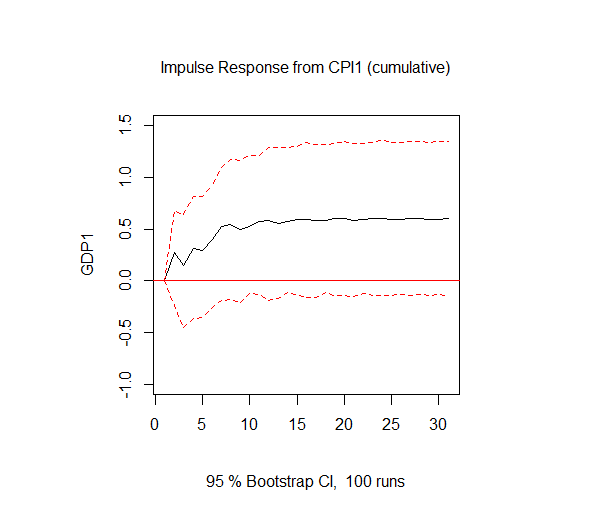 Impulse Response from CPI1 (cumulative)
1.5
1.0
0.5
0.0
-0.5
-1.0
GDP1
0 5 10 15 20 25 30
95 % Bootstrap CI,  100 runs